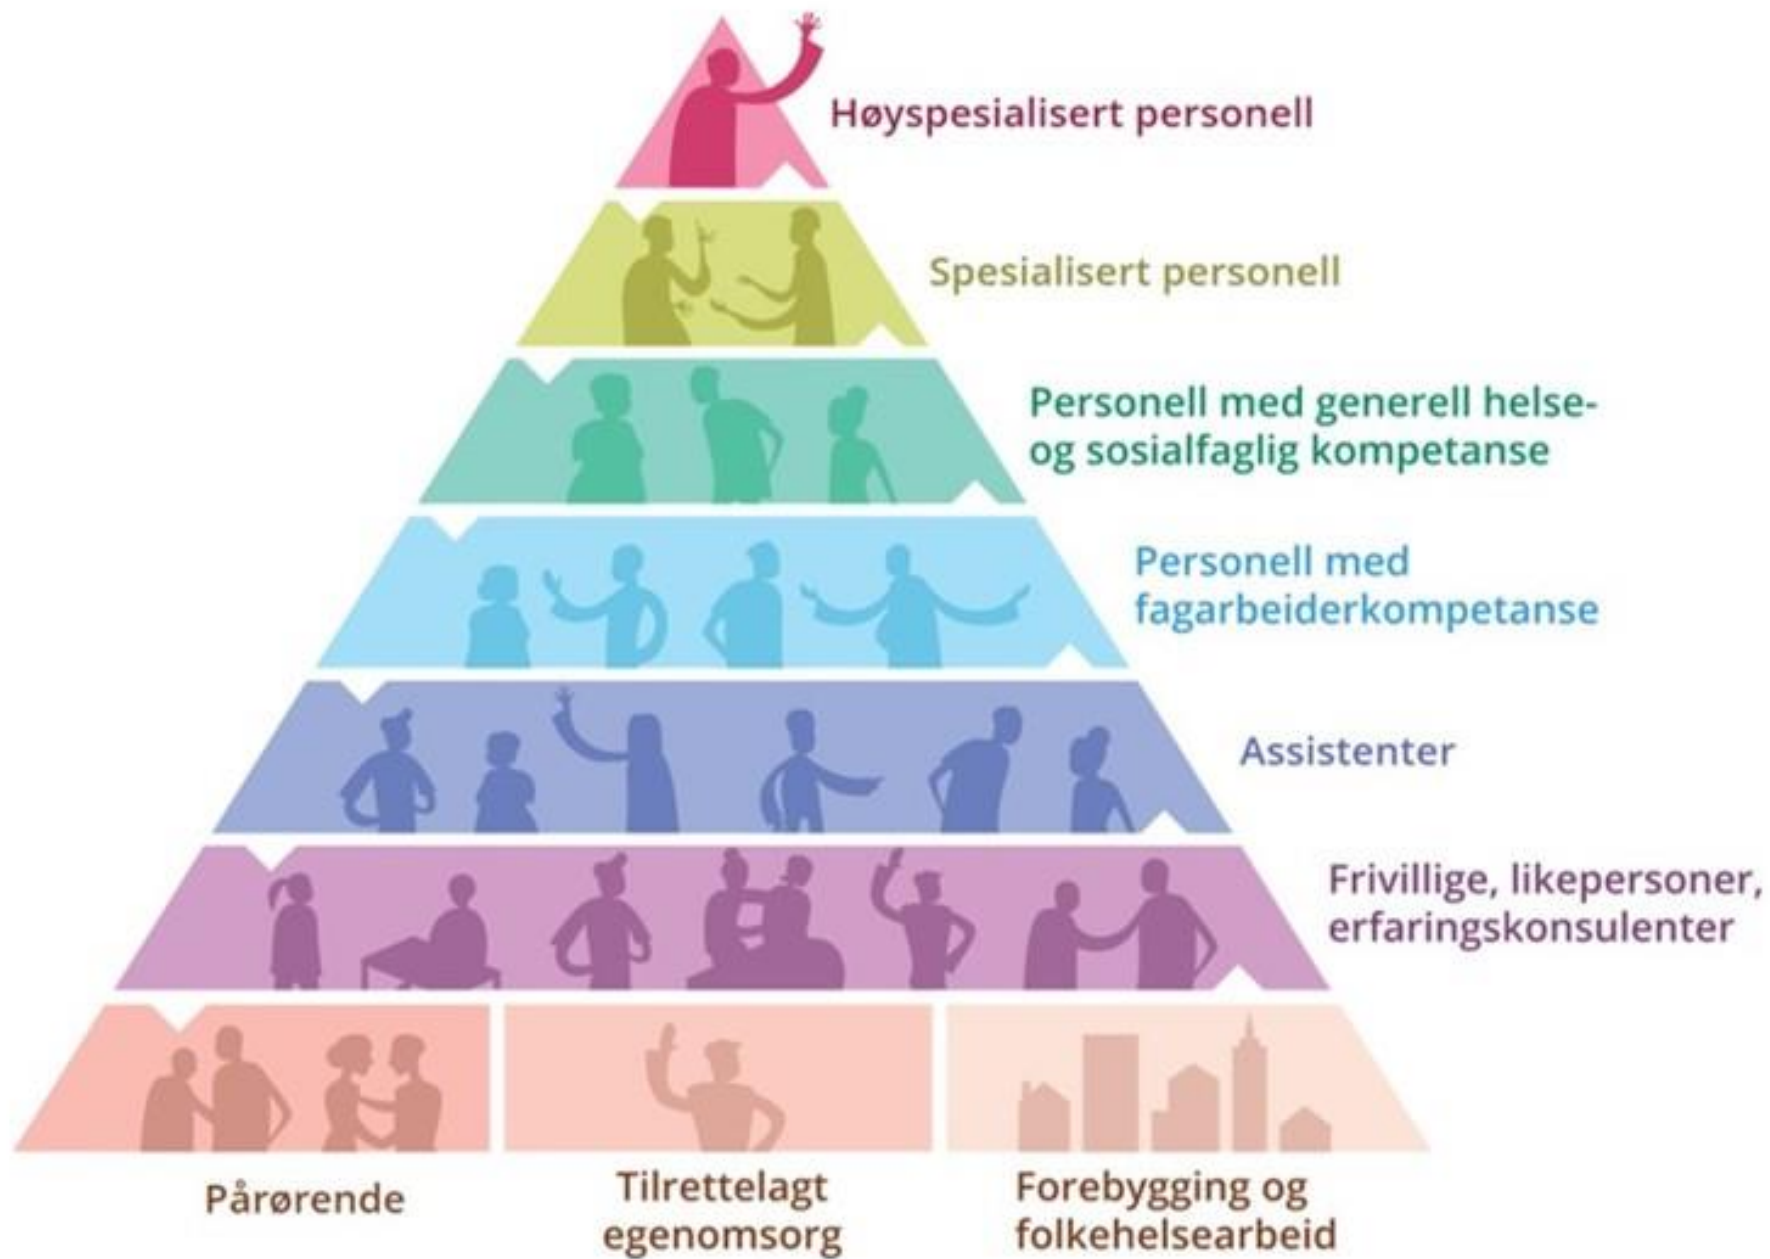 Høyspesialisert personell
Spesialisert personell
Personell med generell helse-
og sosialfaglig kompetanse
Personell med
fagarbeiderkompetanse
Assistenter
Frivillige, likepersoner,
erfaringskonsulenter
Pårørende
Tilrettelagt
egenomsorg
Forebygging og
folkehelsearbeid